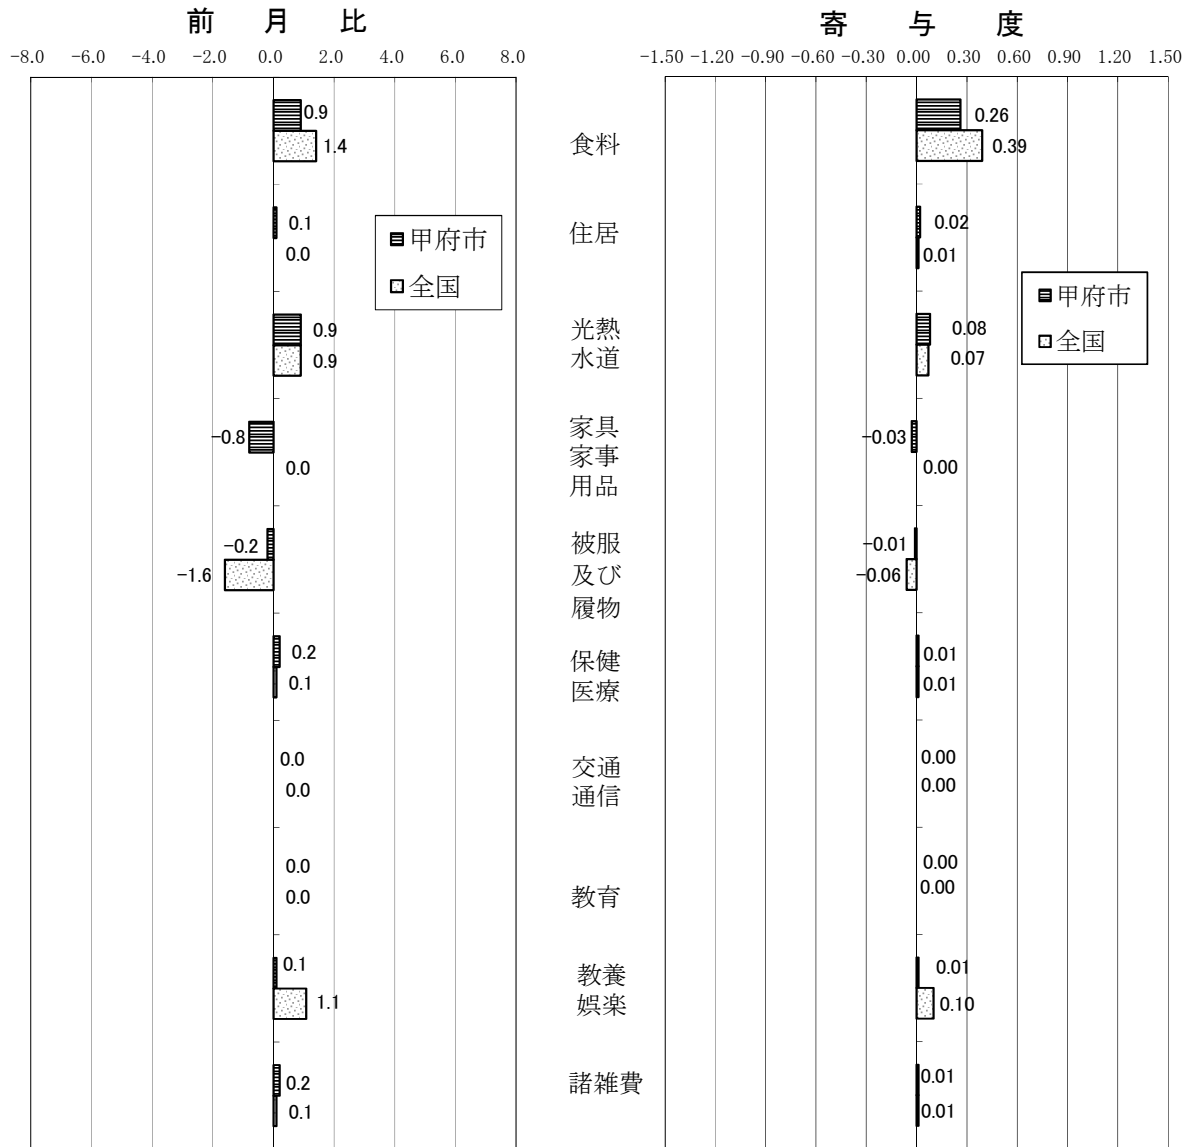 前 月 比
-8.0 -6.0 -4.0 -2.0 0.0 2.0 4.0 6.0 8.0
0.9
1.4
0.1
0.0
0.9
0.9
-0.8
0.0
-0.2
-1.6
0.2
0.1
0.0
0.0
0.0
0.0
0.1
1.1
0.2
0.1
甲府市
全国
食料
住居
光熱
水道
家具
家事
用品
被服
及び
履物
保健
医療
交通
通信
教育
教養
娯楽
諸雑費
寄 与 度
-1.50 -1.20 -0.90 -0.60 -0.30 0.00 0.30 0.60 0.90 1.20 1.50
0.26
0.39
0.02
0.01
0.08
0.07
-0.03
0.00
-0.01
-0.06
0.01
0.01
0.00
0.00
0.00
0.00
0.01
0.10
0.01
0.01
甲府市
全国